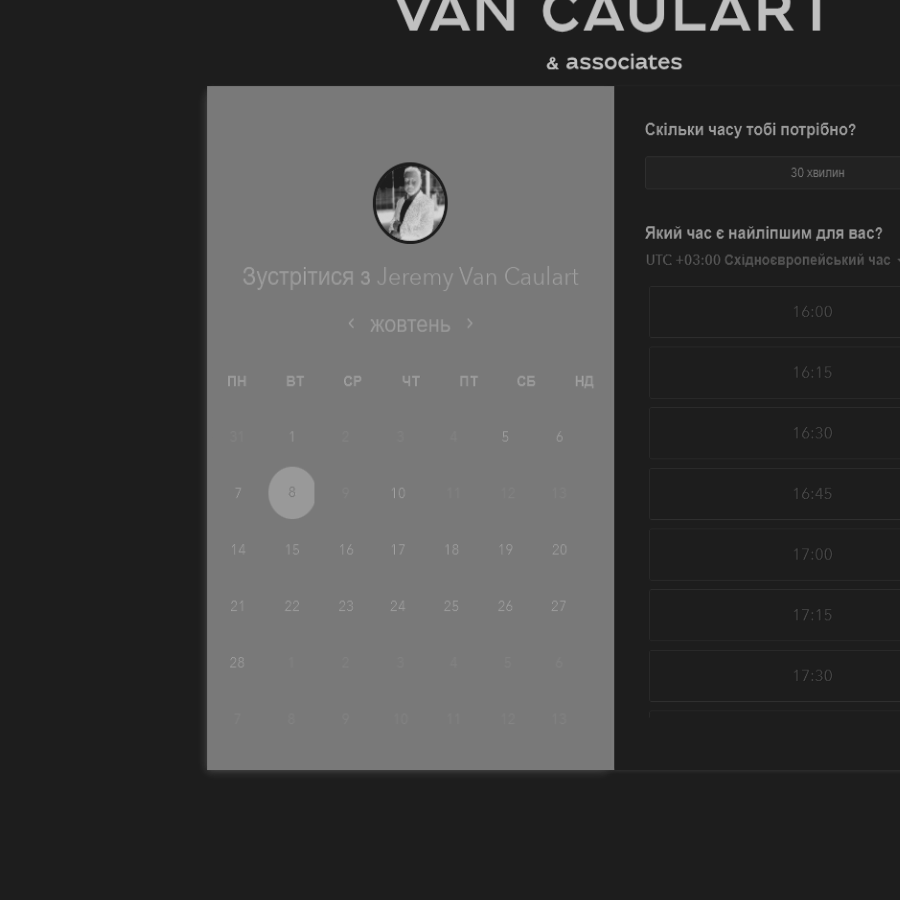 VAN CAULART
& associates
Зустрітися з Jeremy Van Caulart
‹ жовтень ›
ПН ВТ СР ЧТ ПТ СБ НД
31 1 2 3 4 5 6
7 8 9 10 11 12 13
14 15 16 17 18 19 20
21 22 23 24 25 26 27
28 1 2 3 4 5 6
7 8 9 10 11 12 13
Скільки часу тобі потрібно?
30 хвилин
Який час є найліпшим для вас?
UTC +03:00 Східноєвропейський час
16:00
16:15
16:30
16:45
17:00
17:15
17:30